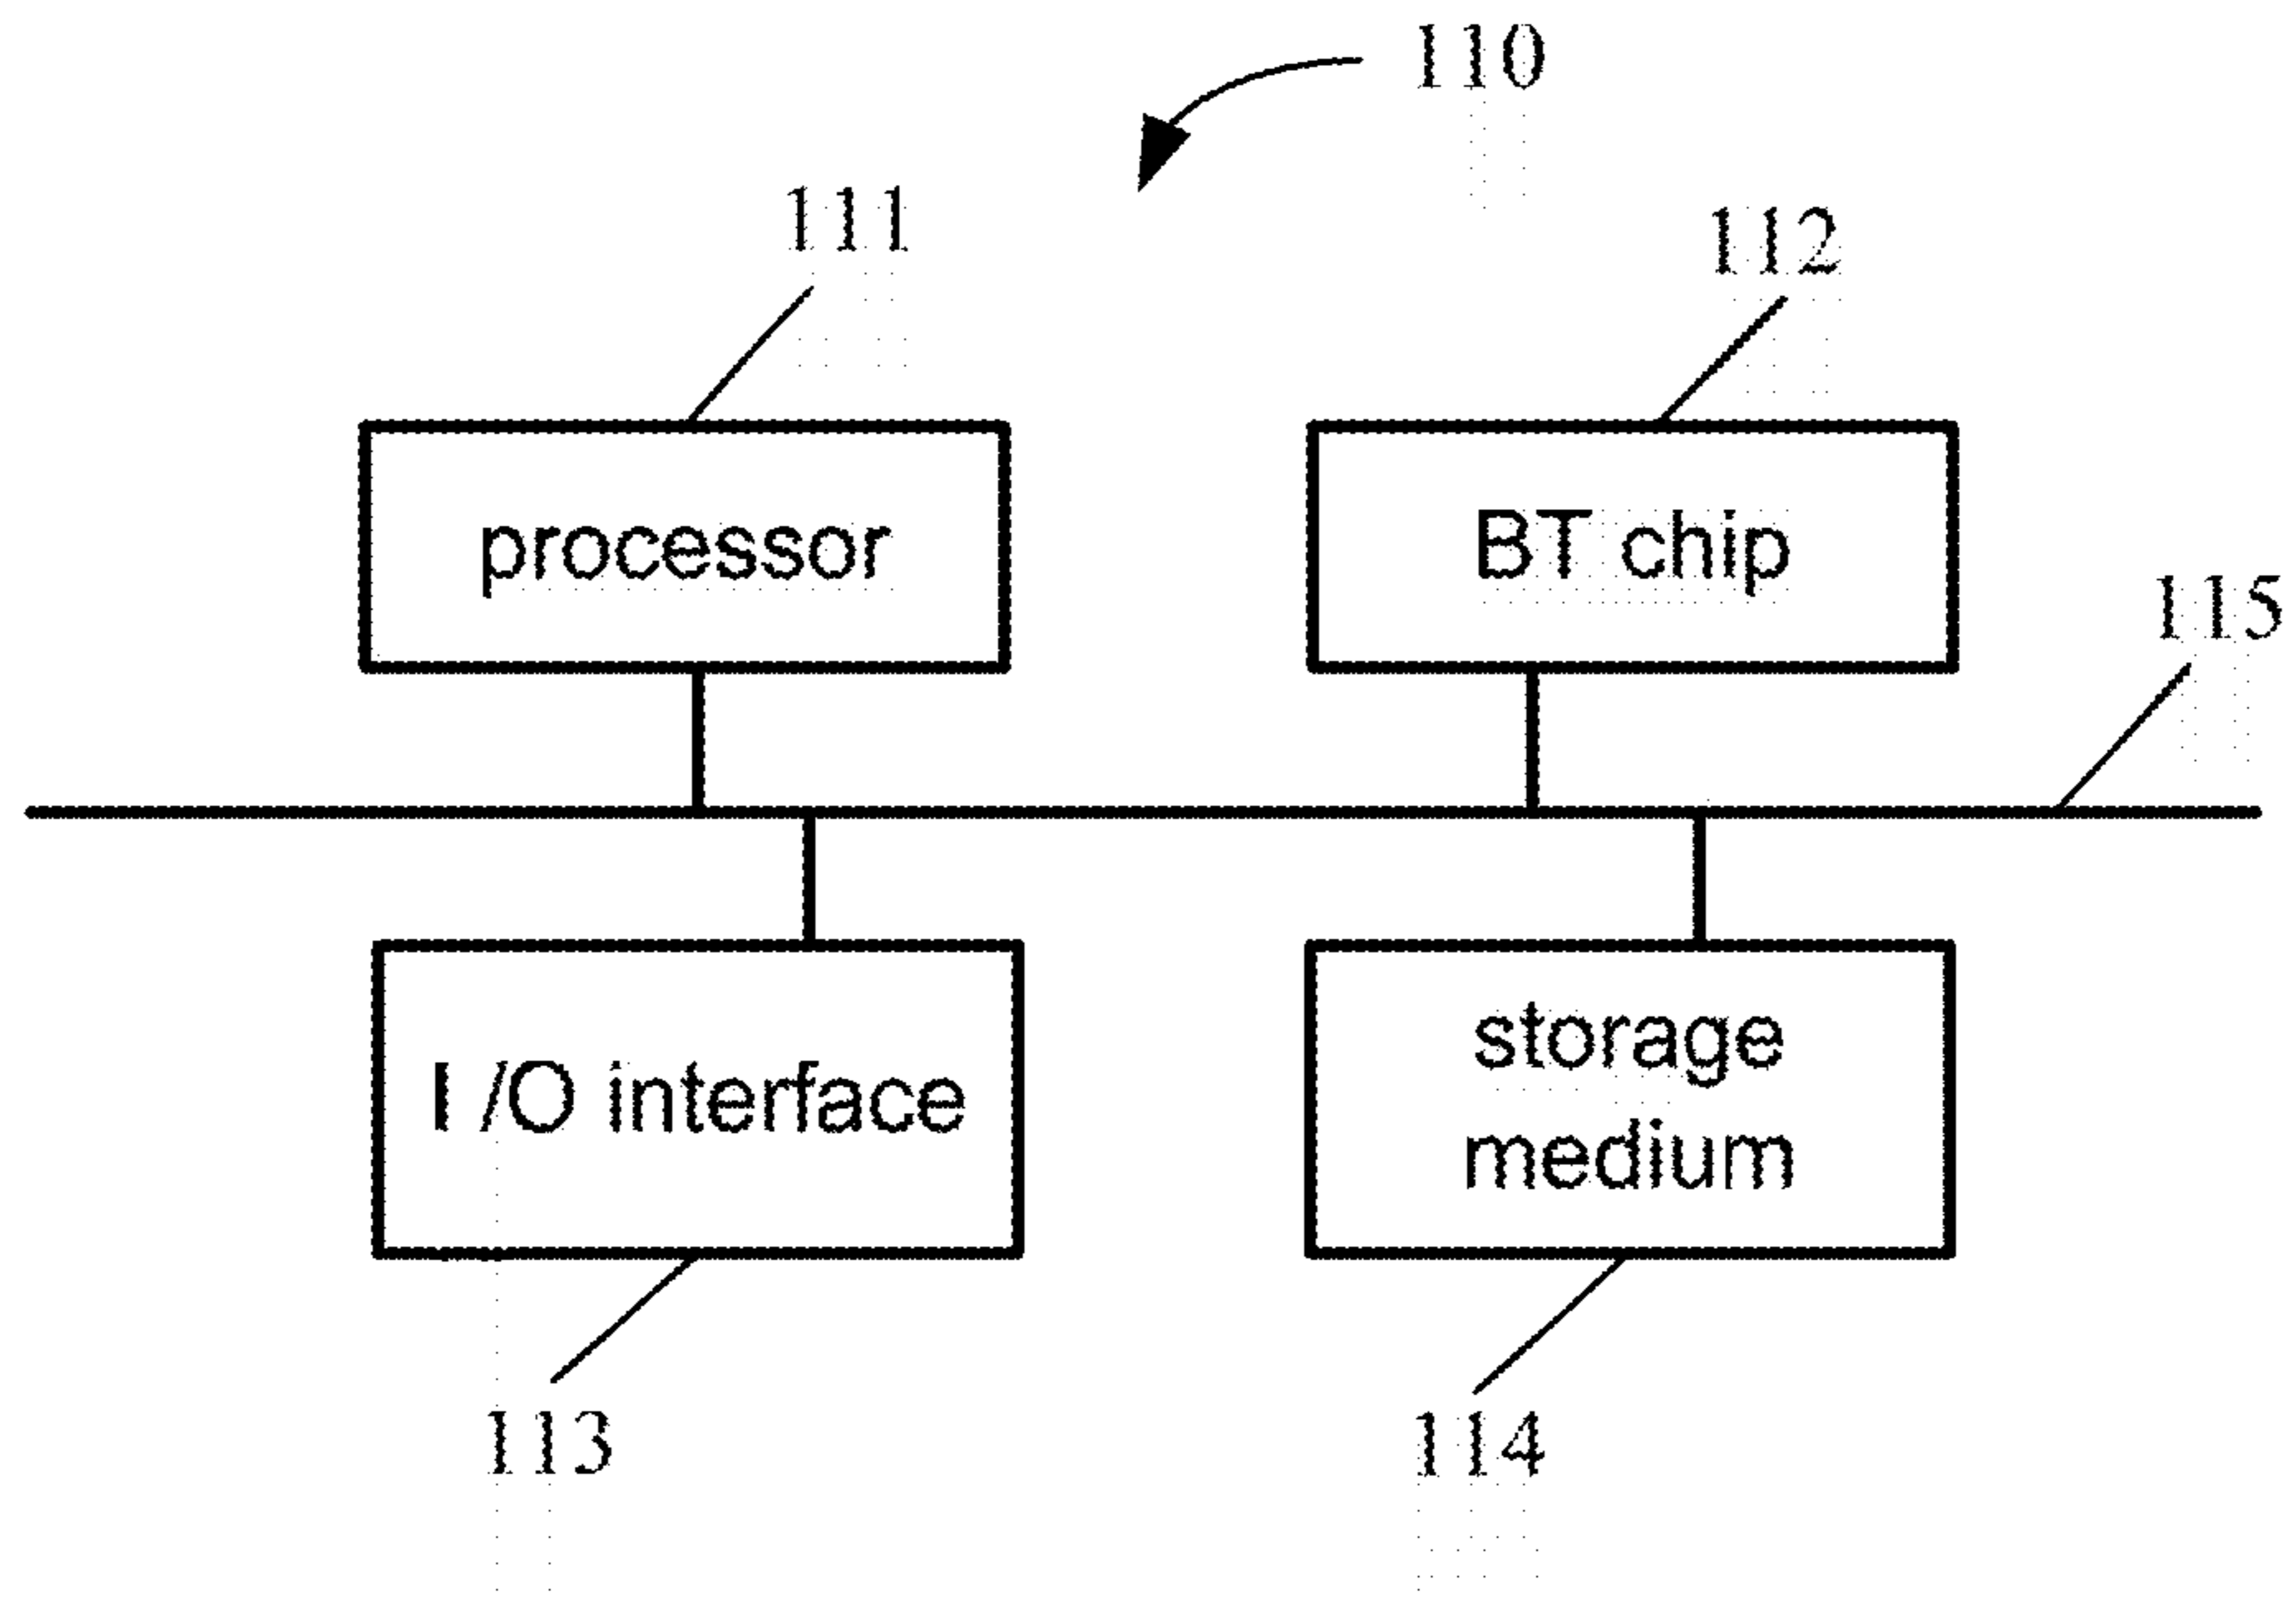 110
111
112
processor
BT chip
115
I /O interface
storage
medium
113
114